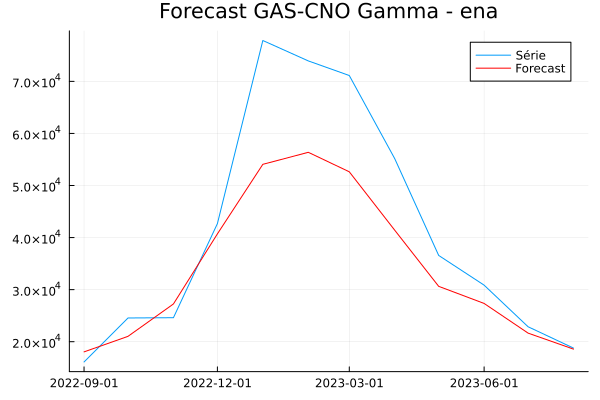 Forecast GAS-CNO Gamma - ena
Série
Forecast
7.0×10⁴
6.0×10⁴
5.0×10⁴
4.0×10⁴
3.0×10⁴
2.0×10⁴
2022-09-01 2022-12-01 2023-03-01 2023-06-01